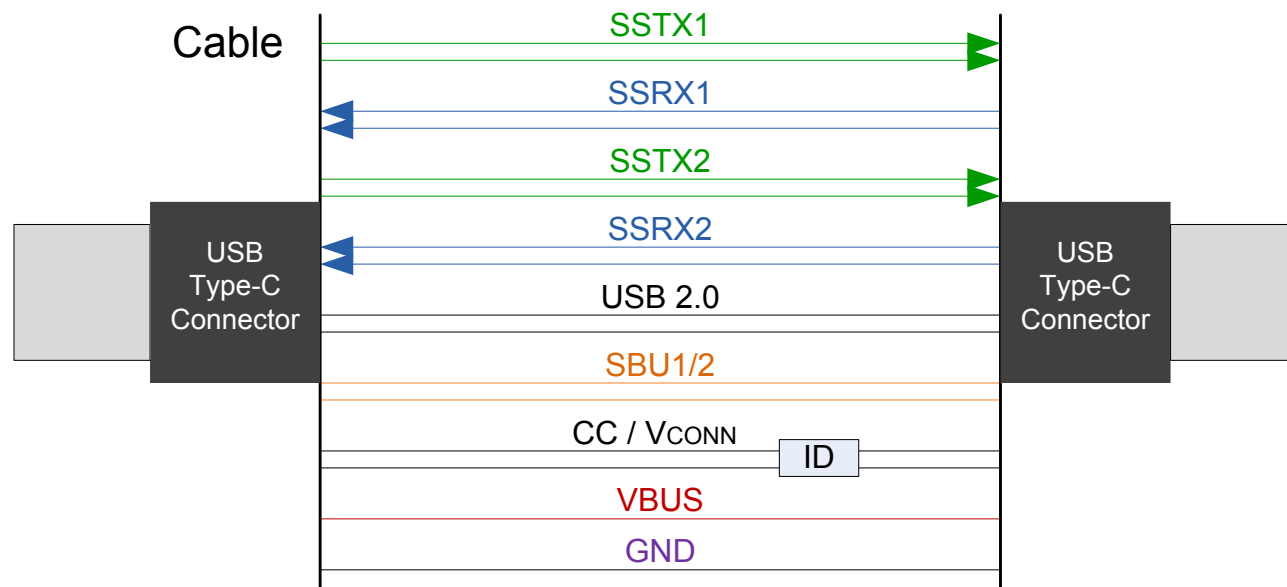 Cable
SSTX1
SSRX1
SSTX2
SSRX2
USB
Type-C
Connector
USB
Type-C
Connector
USB 2.0
SBU1/2
CC / VCONN
ID
VBUS
GND